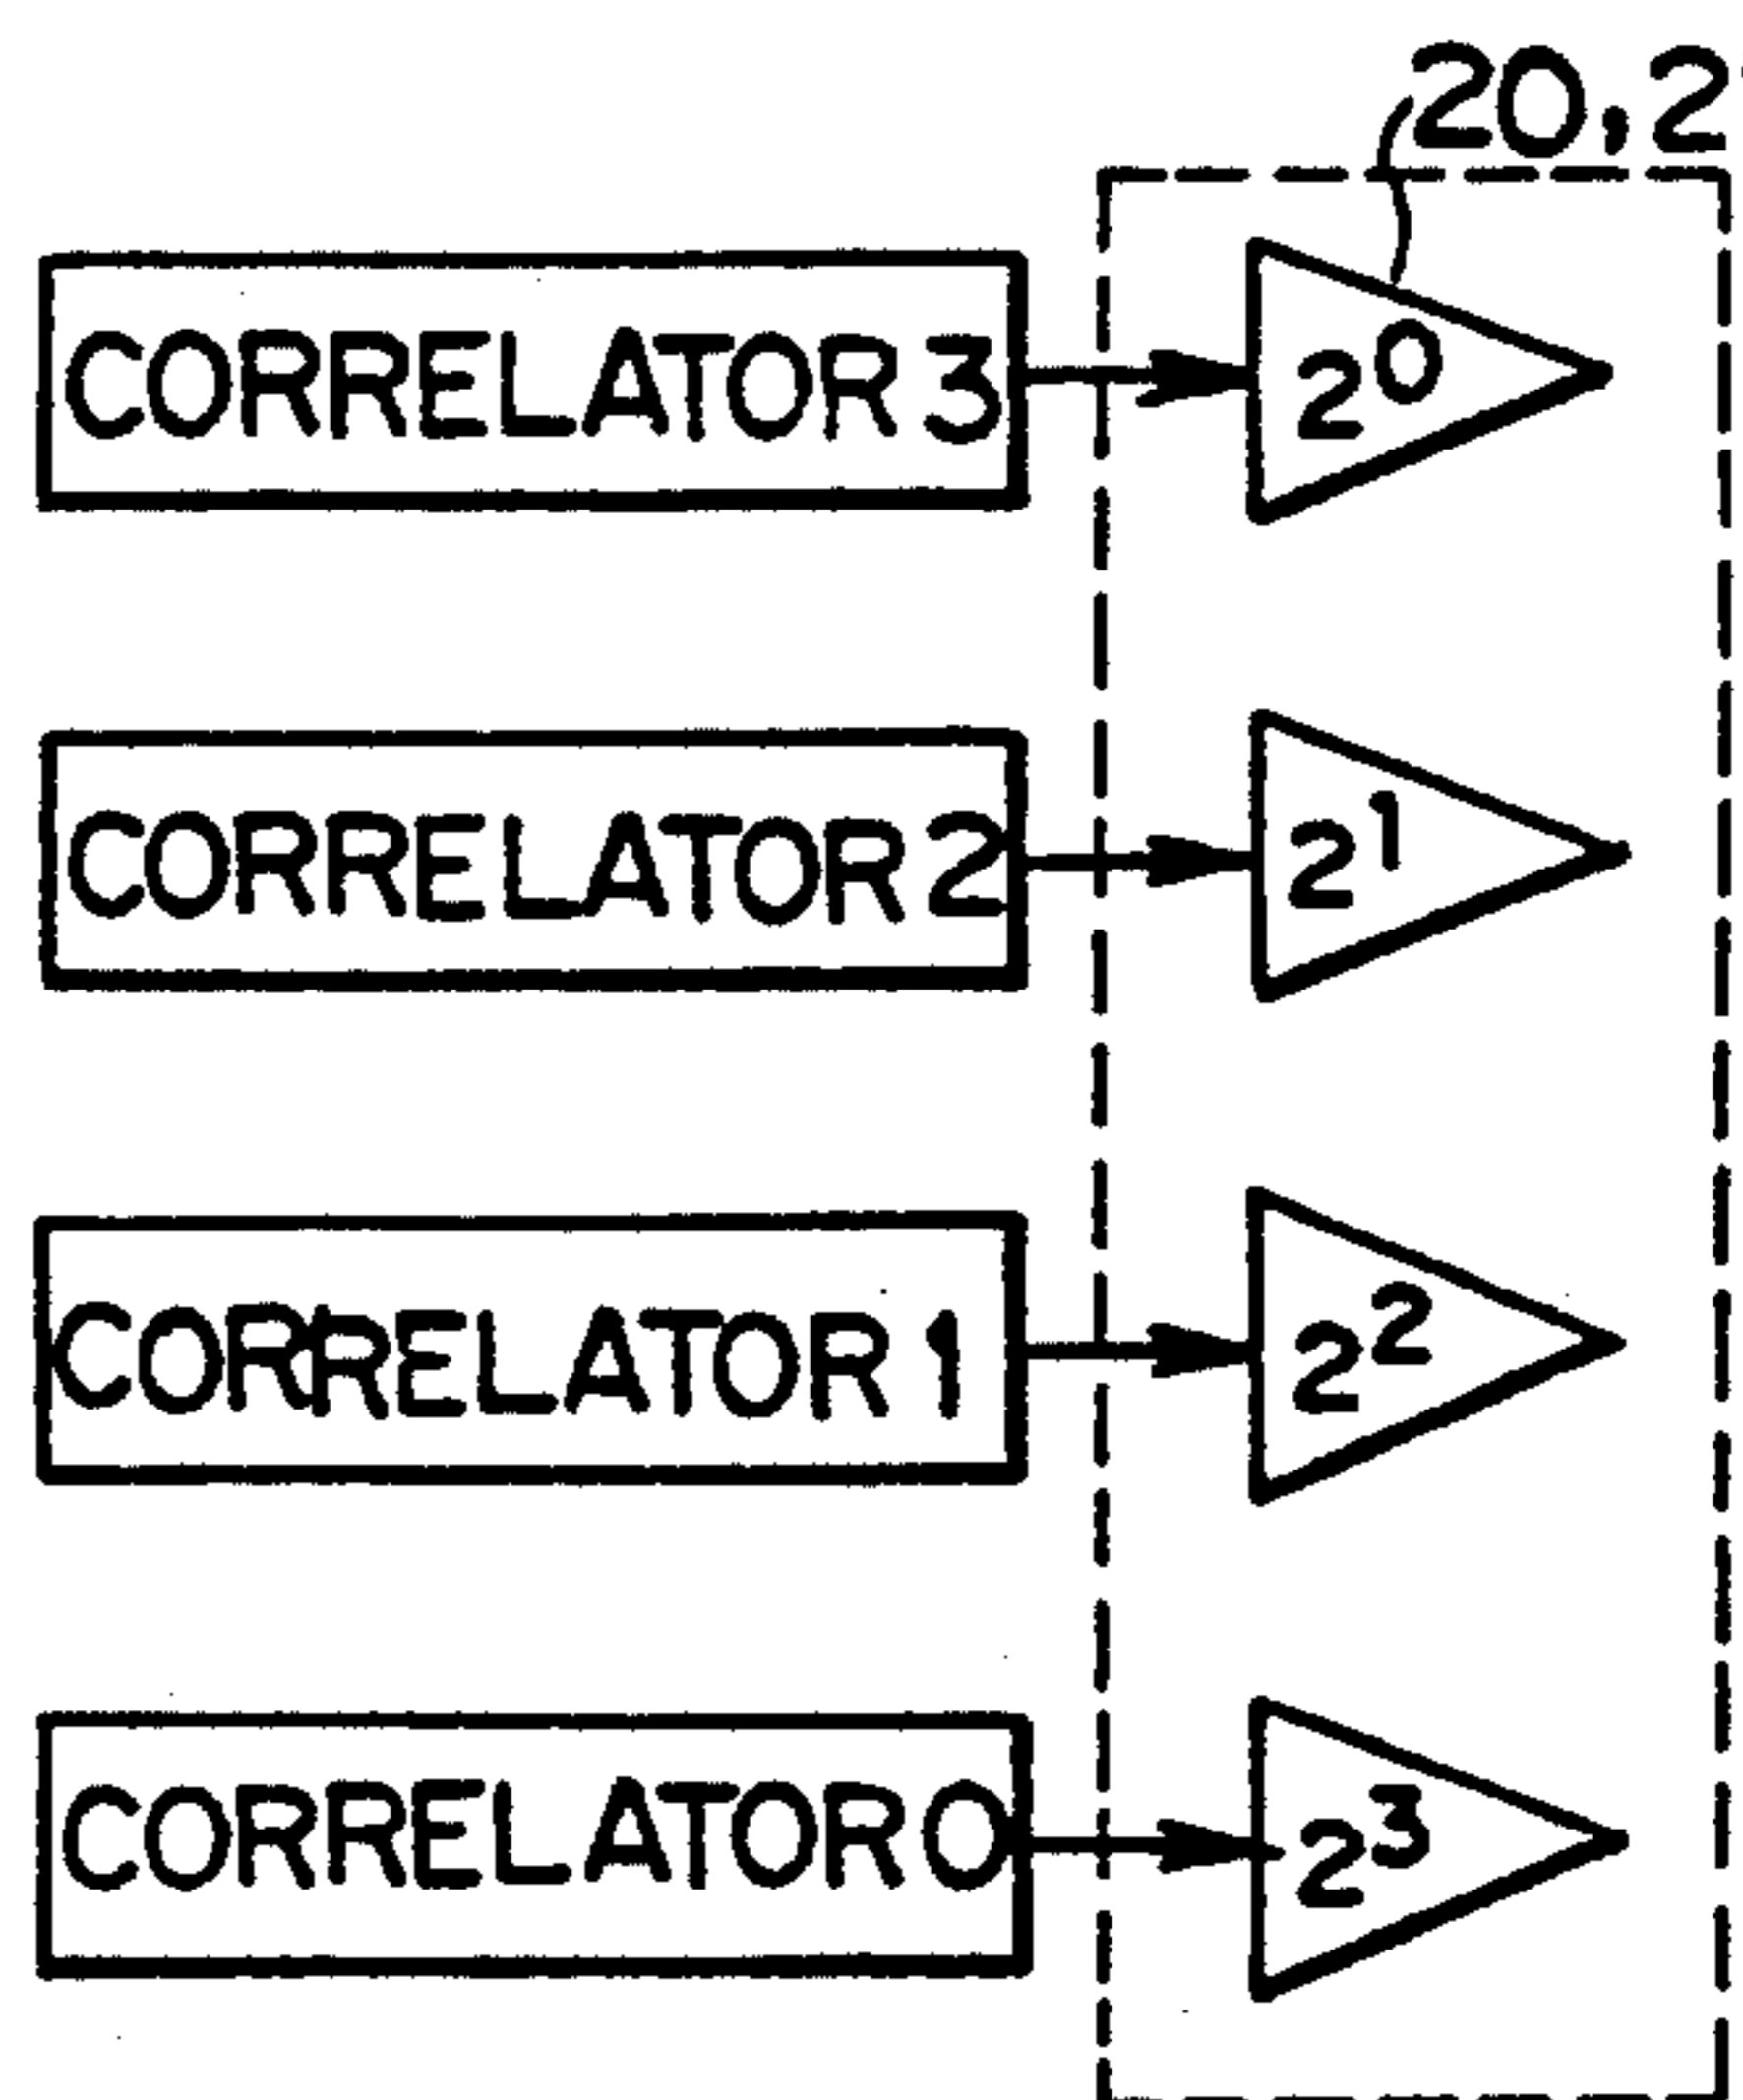 20,2
CORRELATOR 3
2⁰
CORRELATOR 2
2¹
CORRELATOR 1
2²
CORRELATOR 0
2³